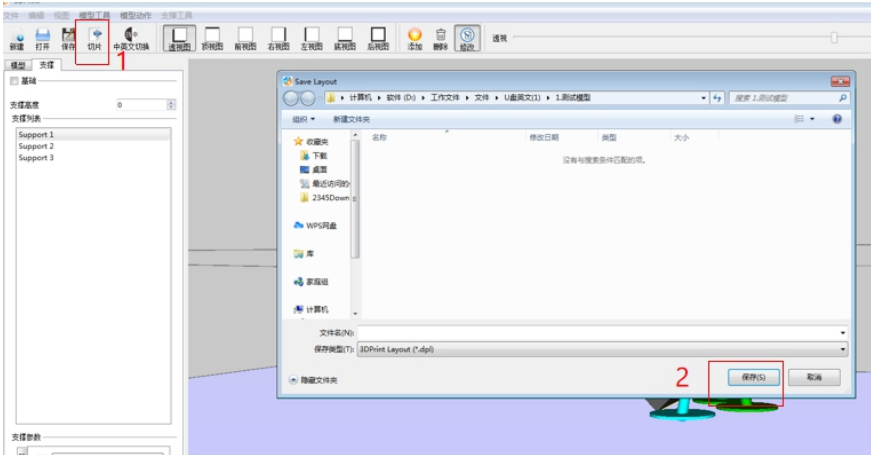 文件 编辑 视图 模型工具 模型动作 支撑工具
新建 打开 保存 切片 中英文切换 透视图 顶视图 前视图 右视图 左视图 底视图 后视图 添加 删除 修改 透视
1
模型 支撑
基础
支撑高度 0
支撑列表
Support 1
Support 2
Support 3
支撑参数
Save Layout
计算机 软件 (D:) 工作文件 文件 U盘英文(1) 1.测试模型
搜索 1.测试模型
组织 新建文件夹
名称 修改日期 类型 大小
没有与搜索条件匹配的项。
收藏夹
下载
桌面
最近访问的
2345Down
WPS网盘
库
家庭组
计算机
文件名(N):
保存类型(T): 3DPrint Layout (*.dpl)
隐藏文件夹
2
保存(S) 取消